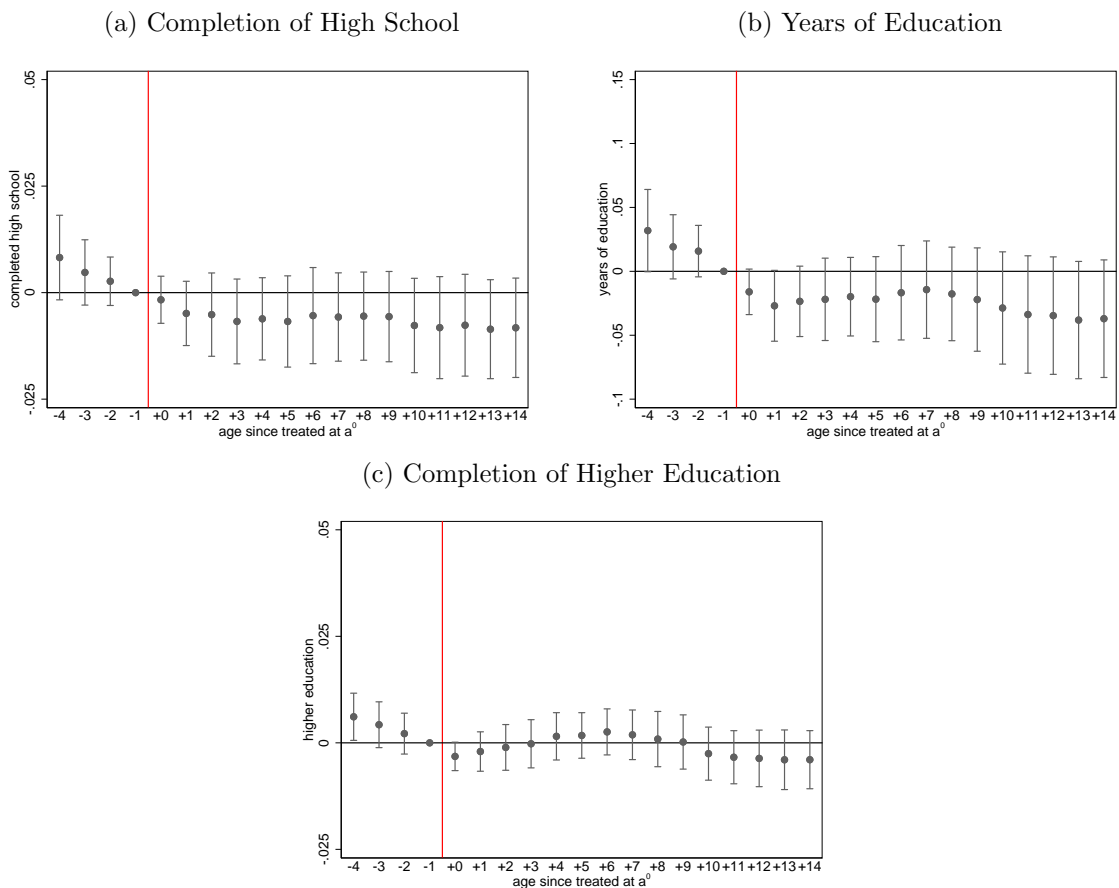 (a) Completion of High School
(b) Years of Education
completed high school
.05
.025
0
-.025
-4 -3 -2 -1 +0 +1 +2 +3 +4 +5 +6 +7 +8 +9 +10 +11 +12 +13 +14
age since treated at a⁰
years of education
.15
.1
.05
0
-.05
-.1
-4 -3 -2 -1 +0 +1 +2 +3 +4 +5 +6 +7 +8 +9 +10 +11 +12 +13 +14
age since treated at a⁰
(c) Completion of Higher Education
higher education
.05
.025
0
-.025
-4 -3 -2 -1 +0 +1 +2 +3 +4 +5 +6 +7 +8 +9 +10 +11 +12 +13 +14
age since treated at a⁰